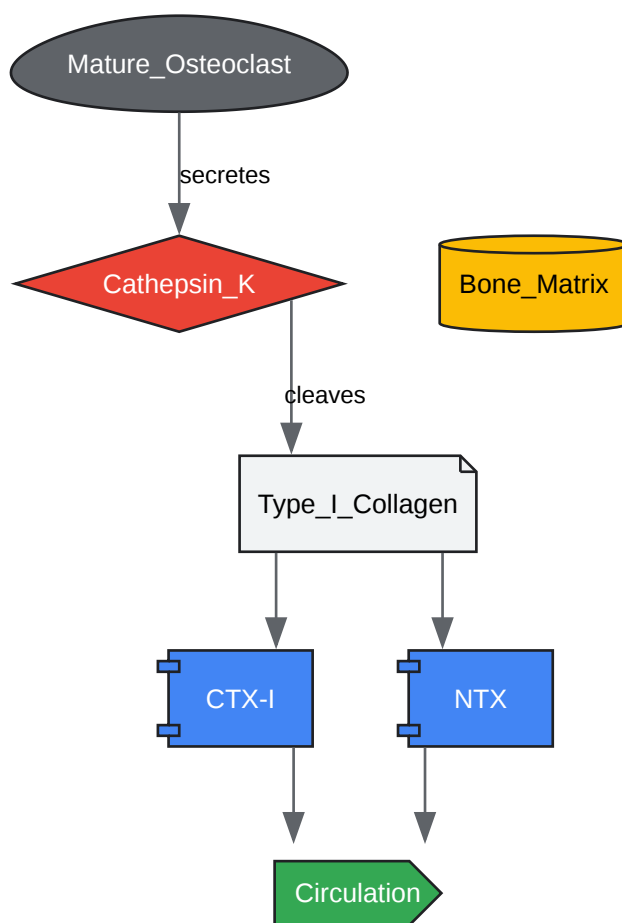 Mature_Osteoclast
secretes
Cathepsin_K
Bone_Matrix
cleaves
Type_I_Collagen
CTX-I
NTX
Circulation